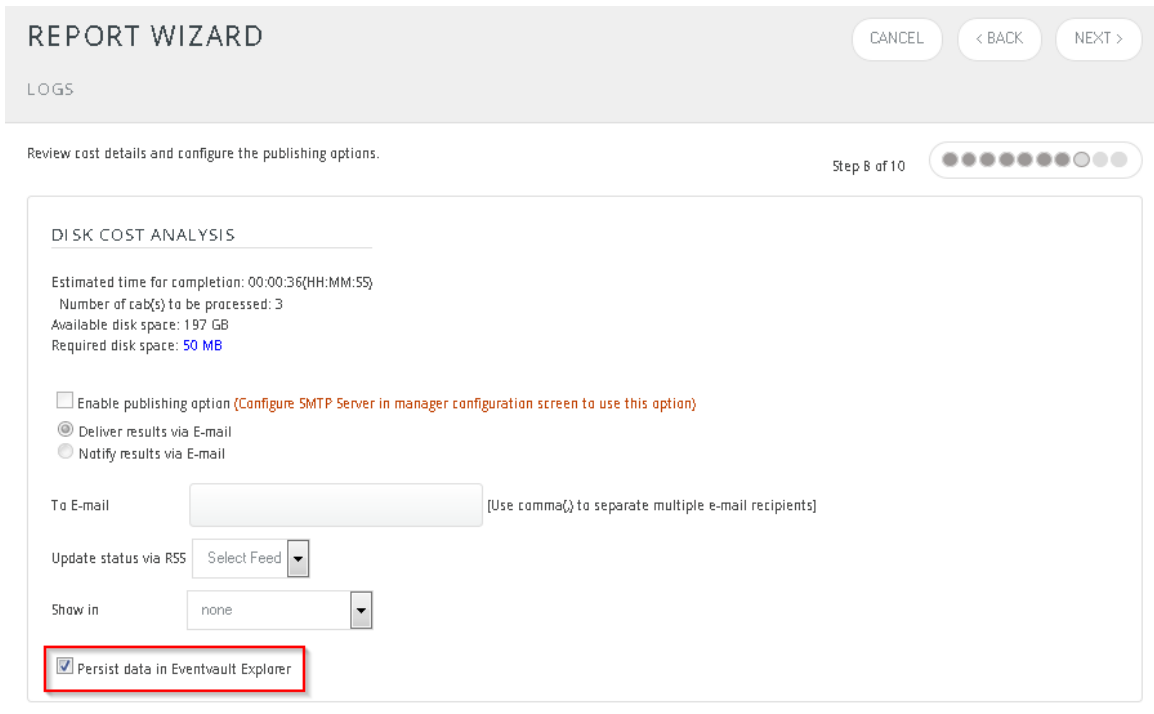 REPORT WIZARD
CANCEL
< BACK
NEXT >
LOGS
Review cost details and configure the publishing options.
Step 8 of 10
DISK COST ANALYSIS
Estimated time for completion: 00:00:36(HH:MM:SS)
Number of cab(s) to be processed: 3
Available disk space: 197 GB
Required disk space: 50 MB
Enable publishing option (Configure SMTP Server in manager configuration screen to use this option)
Deliver results via E-mail
Notify results via E-mail
To E-mail
[Use comma(,) to separate multiple e-mail recipients]
Update status via RSS
Select Feed
Show in
none
Persist data in Eventvault Explorer